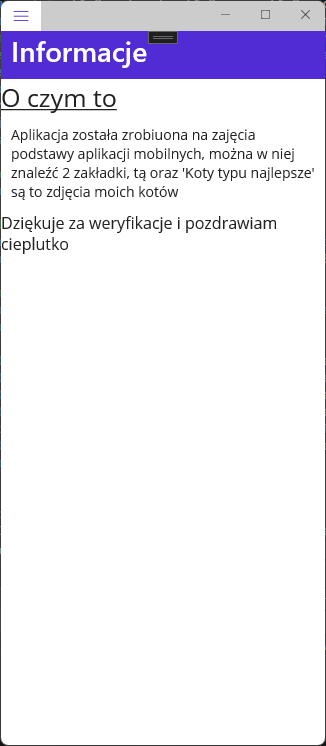 Informacje
O czym to
Aplikacja została zrobiuona na zajęcia
podstawy aplikacji mobilnych, można w niej
znaleźć 2 zakładki, tą oraz 'Koty typu najlepsze'
są to zdjęcia moich kotów
Dziękuje za weryfikacje i pozdrawiam
cieplutko